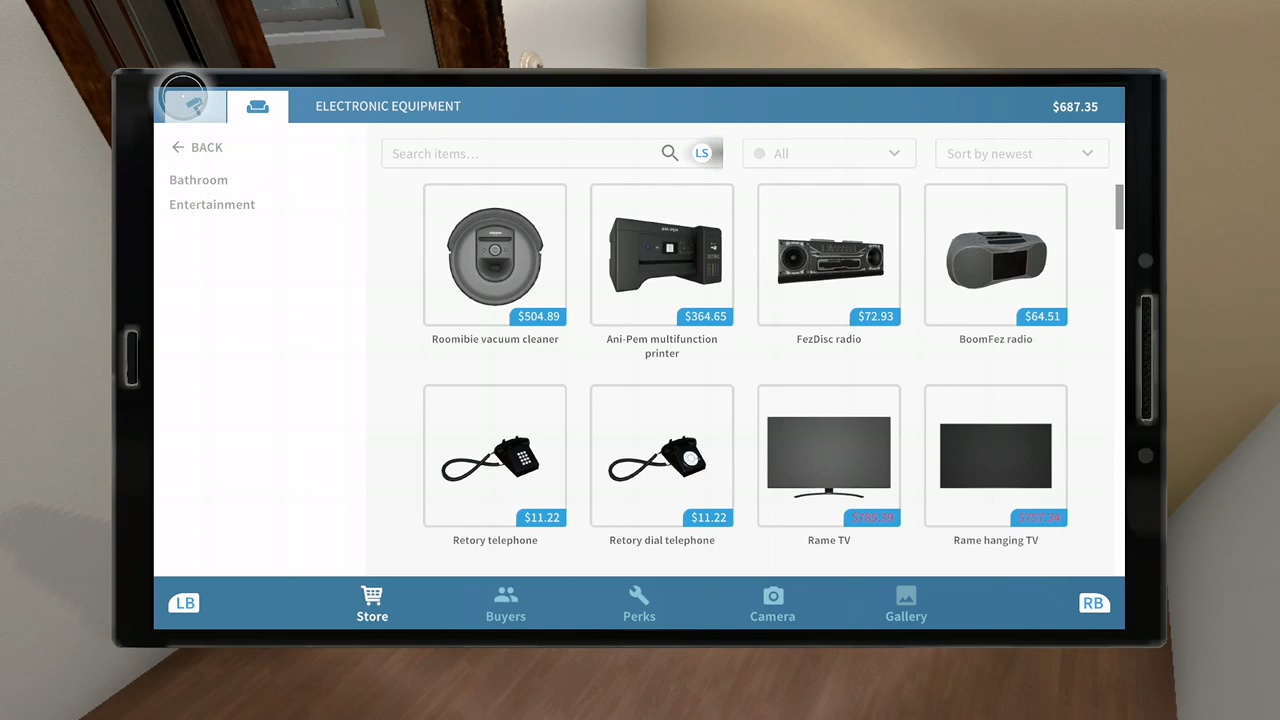 ELECTRONIC EQUIPMENT
$687.35
BACK
Bathroom
Entertainment
Search items...
LS
All
Sort by newest
ANI-PEM
$504.89
$364.65
$72.93
$64.51
Roomibie vacuum cleaner
Ani-Pem multifunction
printer
FezDisc radio
BoomFez radio
$11.22
$11.22
Retory telephone
Retory dial telephone
Rame TV
Rame hanging TV
LB
Store
Buyers
Perks
Camera
Gallery
RB